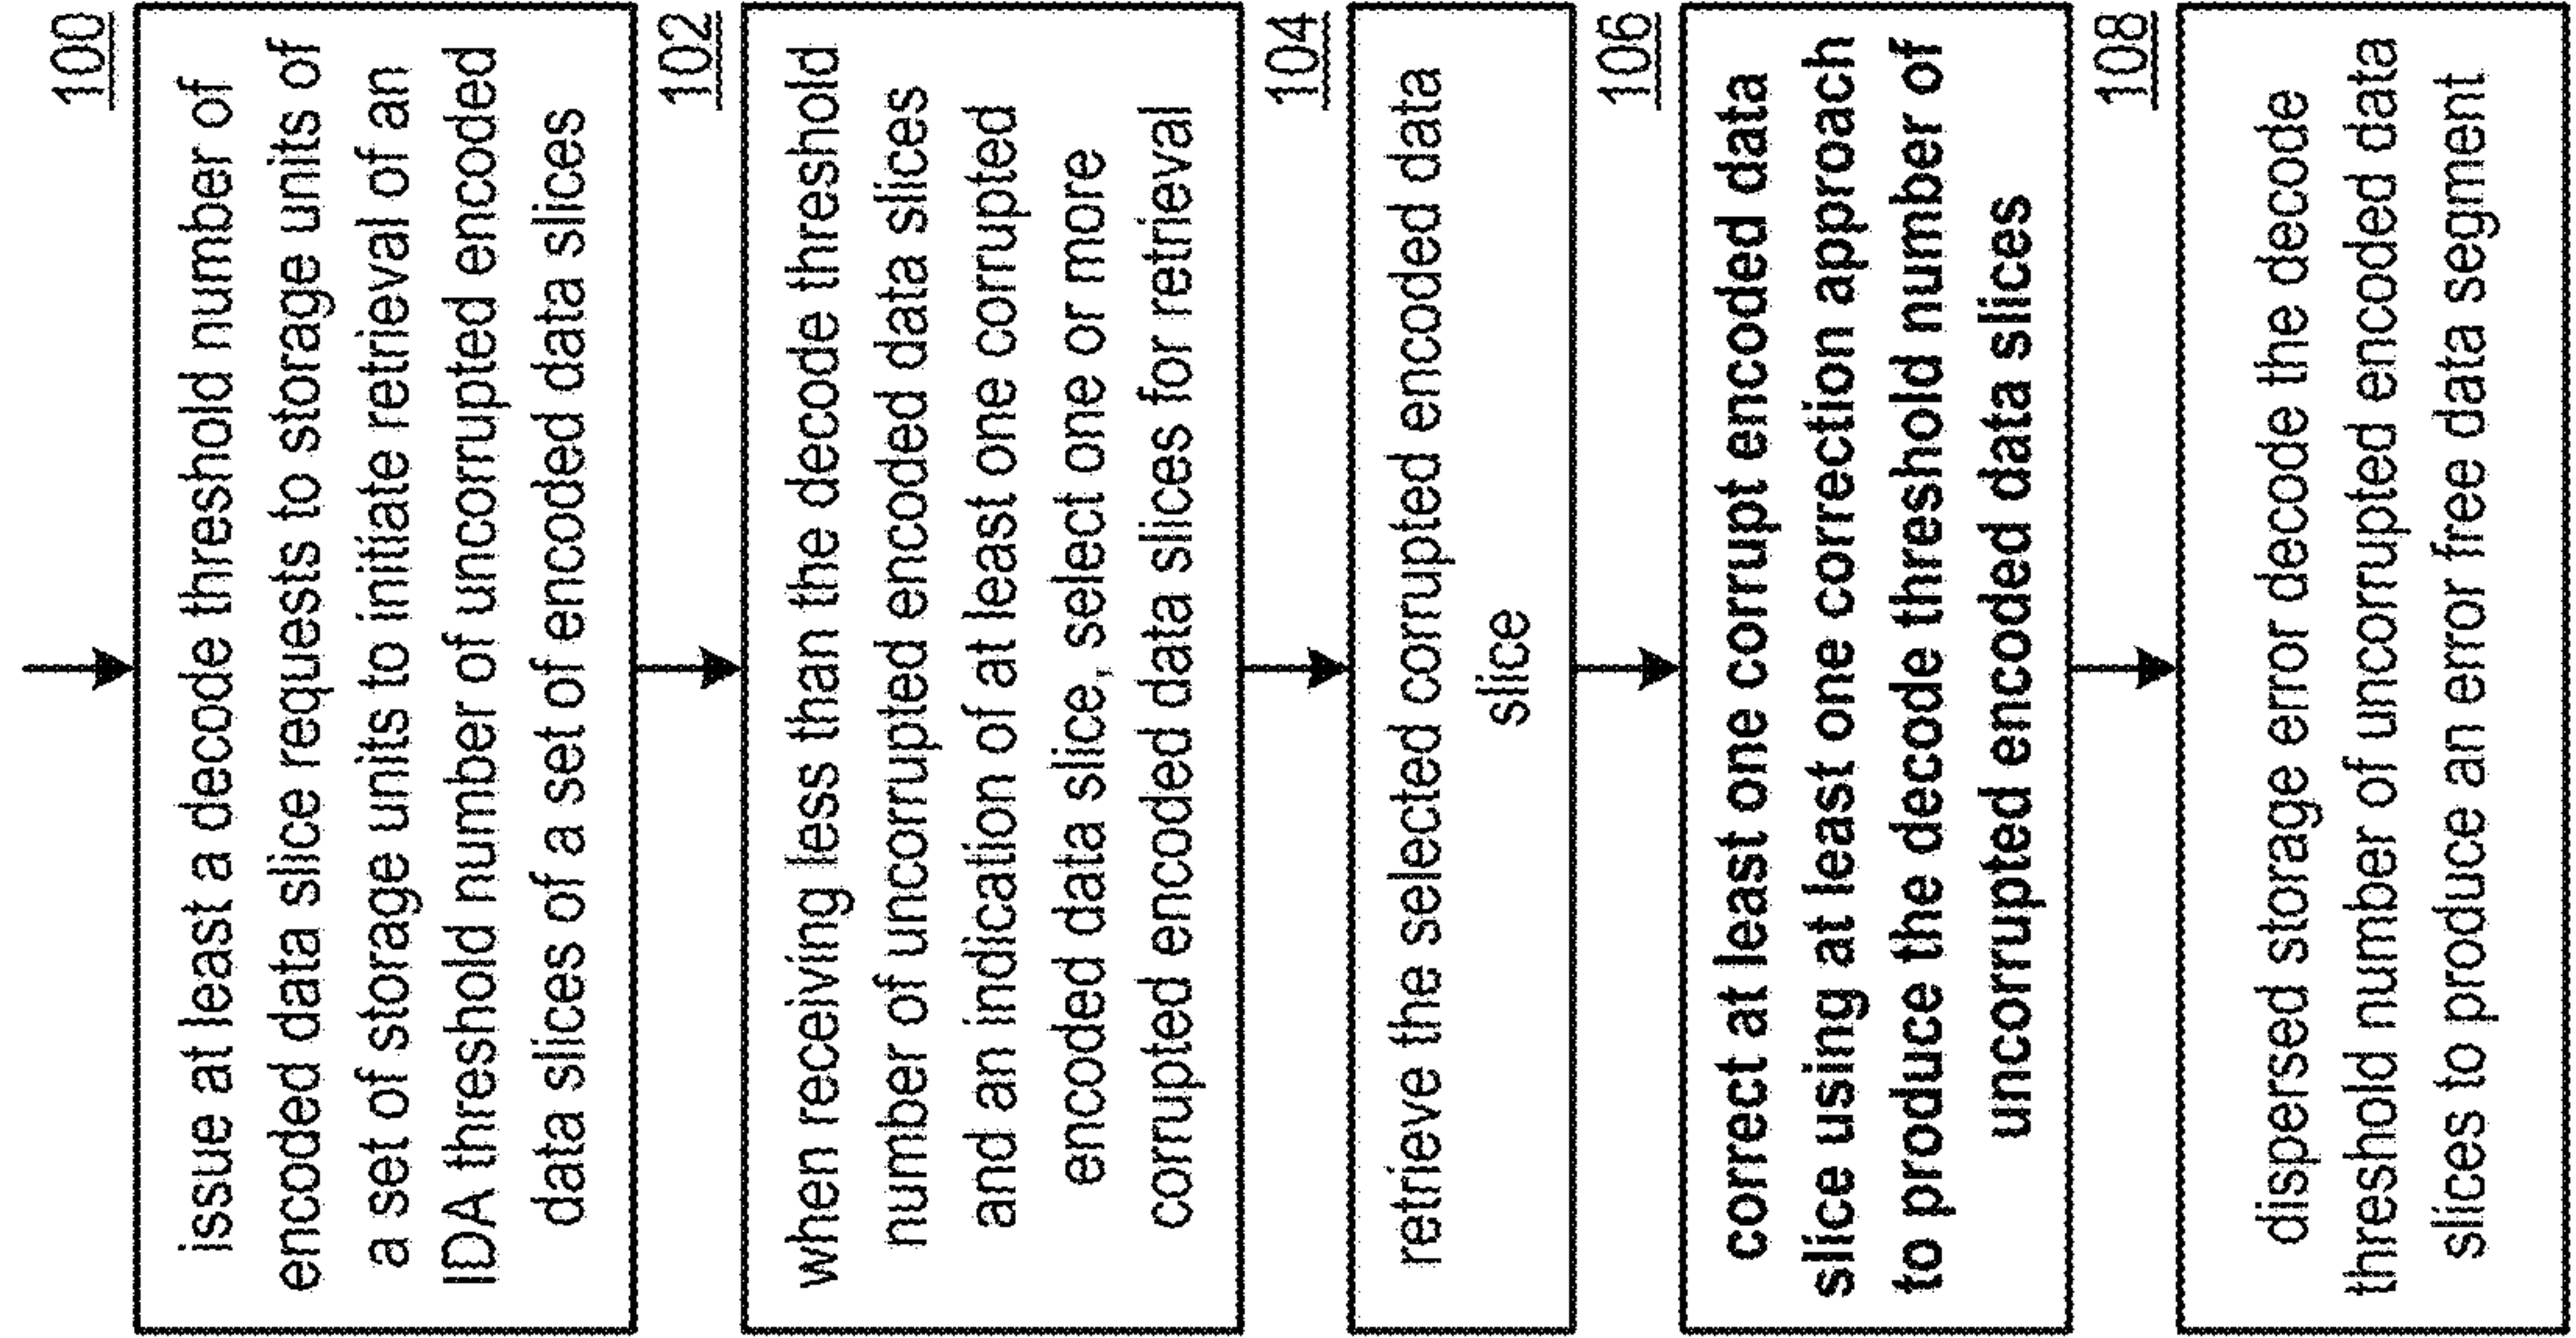 100
issue at least a decode threshold number of
encoded data slice requests to storage units of
a set of storage units to initiate retrieval of an
IDA threshold number of uncorrupted encoded
data slices of a set of encoded data slices
102
when receiving less than the decode threshold
number of uncorrupted encoded data slices
and an indication of at least one corrupted
encoded data slice, select one or more
corrupted encoded data slices for retrieval
104
retrieve the selected corrupted encoded data
slice
106
correct at least one corrupt encoded data
slice using at least one correction approach
to produce the decode threshold number of
uncorrupted encoded data slices
108
dispersed storage error decode the decode
threshold number of uncorrupted encoded data
slices to produce an error free data segment